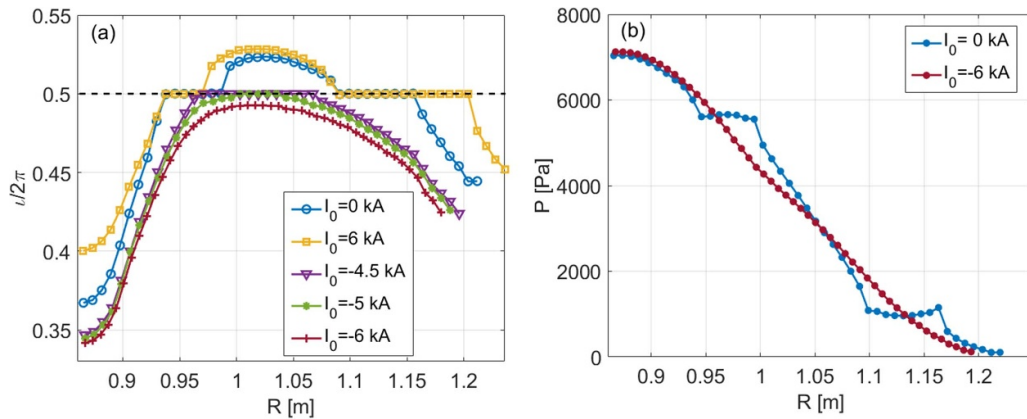 (a)
0.55
0.5
0.45
0.4
0.35
ι/2π
0.9 0.95 1 1.05 1.1 1.15 1.2
R [m]
I₀=0 kA
I₀=6 kA
I₀=-4.5 kA
I₀=-5 kA
I₀=-6 kA
(b)
8000
6000
4000
2000
0
P [Pa]
0.9 0.95 1 1.05 1.1 1.15 1.2
R [m]
I₀= 0 kA
I₀=-6 kA